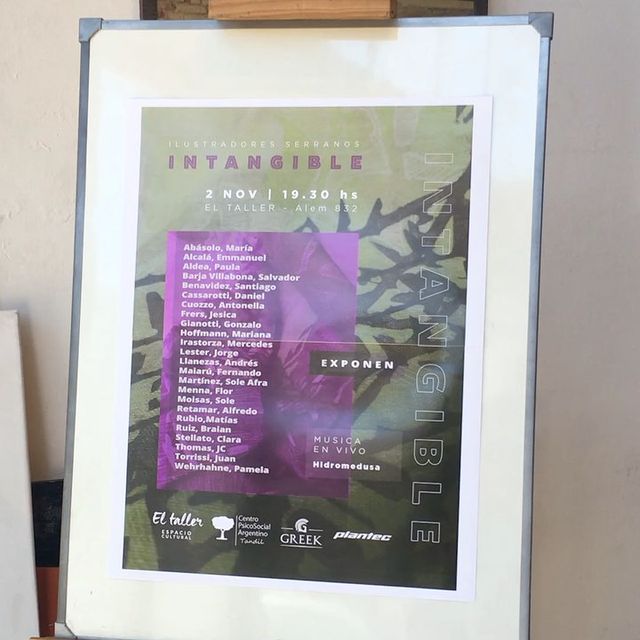 ILUSTRADORES SERRANOS
INTANGIBLE
2 NOV | 19.30 hs
EL TALLER - Alem 832
INTANGIBLE
Abásolo, María
Alcalá, Emmanuel
Aldea, Paula
Barja Villabona, Salvador
Benavidez, Santiago
Cassarotti, Daniel
Cuozzo, Antonella
Frers, Jesica
Gianotti, Gonzalo
Hoffmann, Mariana
Irastorza, Mercedes
Lester, Jorge
Llanezas, Andrés
Maiarú, Fernando
Martínez, Sole Afra
Menna, Flor
Moisas, Sole
Retamar, Alfredo
Rubio,Matías
Ruiz, Braian
Stellato, Clara
Thomas, JC
Torrissi, Juan
Wehrhahne, Pamela
EXPONEN
MUSICA
EN VIVO
Hidromedusa
El taller
ESPACIO
CULTURAL
Centro
PsicoSocial
Argentino
Tandil
GREEK
plantec